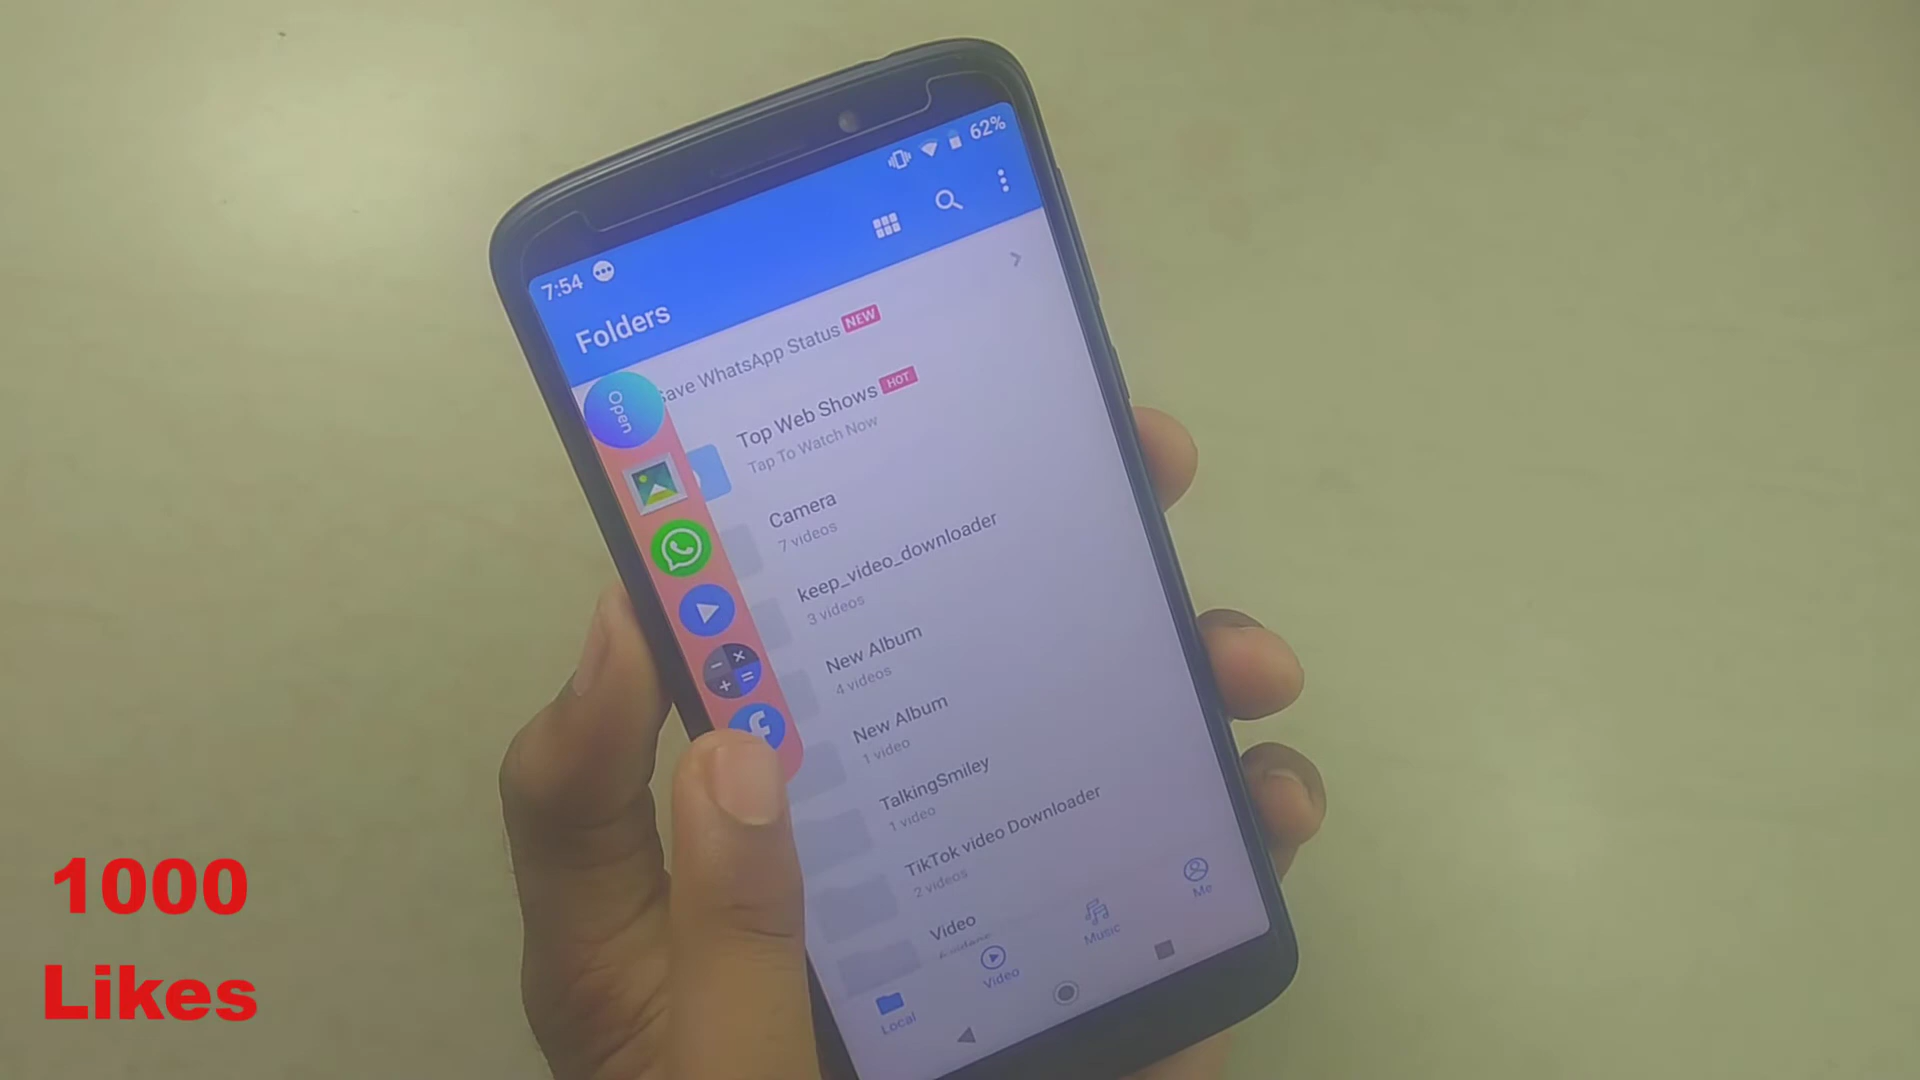 7:54
62%
Folders
Save WhatsApp Status NEW
Top Web Shows HOT
Tap To Watch Now
Open
Camera
7 videos
keep_video_downloader
3 videos
New Album
4 videos
New Album
1 video
TalkingSmiley
1 video
TikTok video Downloader
2 videos
Video
Local
Video
Music
Me
1000
Likes